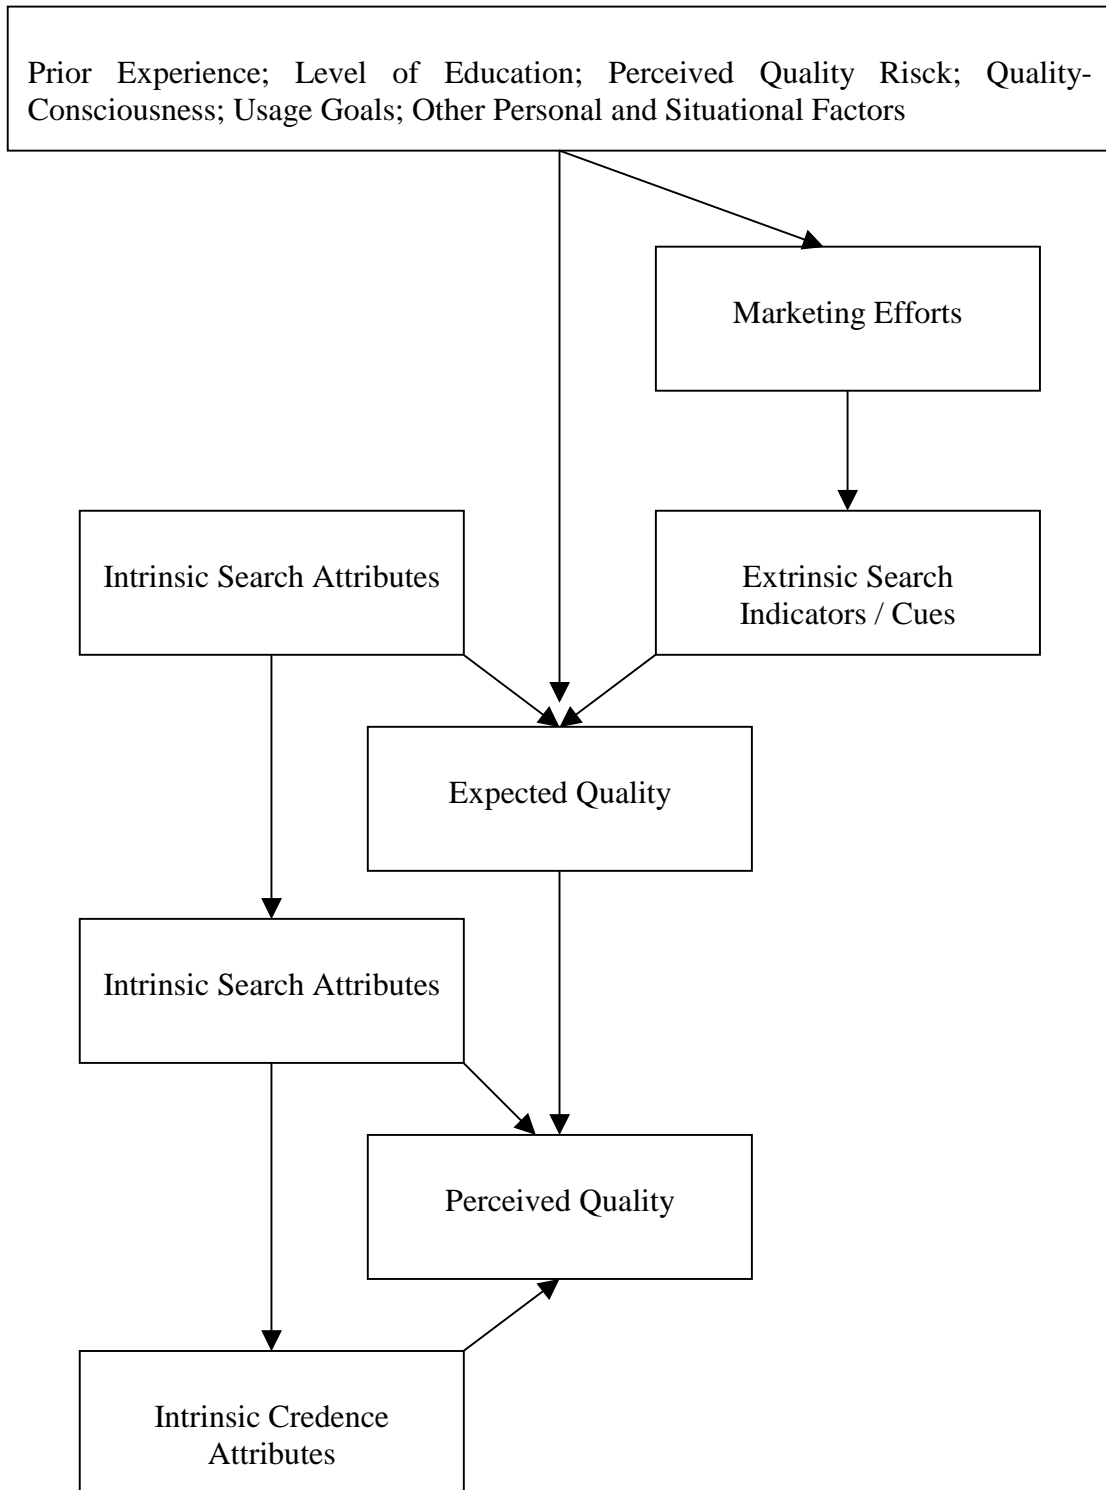 Prior Experience; Level of Education; Perceived Quality Risck; Quality-
Consciousness; Usage Goals; Other Personal and Situational Factors
Marketing Efforts
Intrinsic Search Attributes
Extrinsic Search
Indicators / Cues
Expected Quality
Intrinsic Search Attributes
Perceived Quality
Intrinsic Credence
Attributes